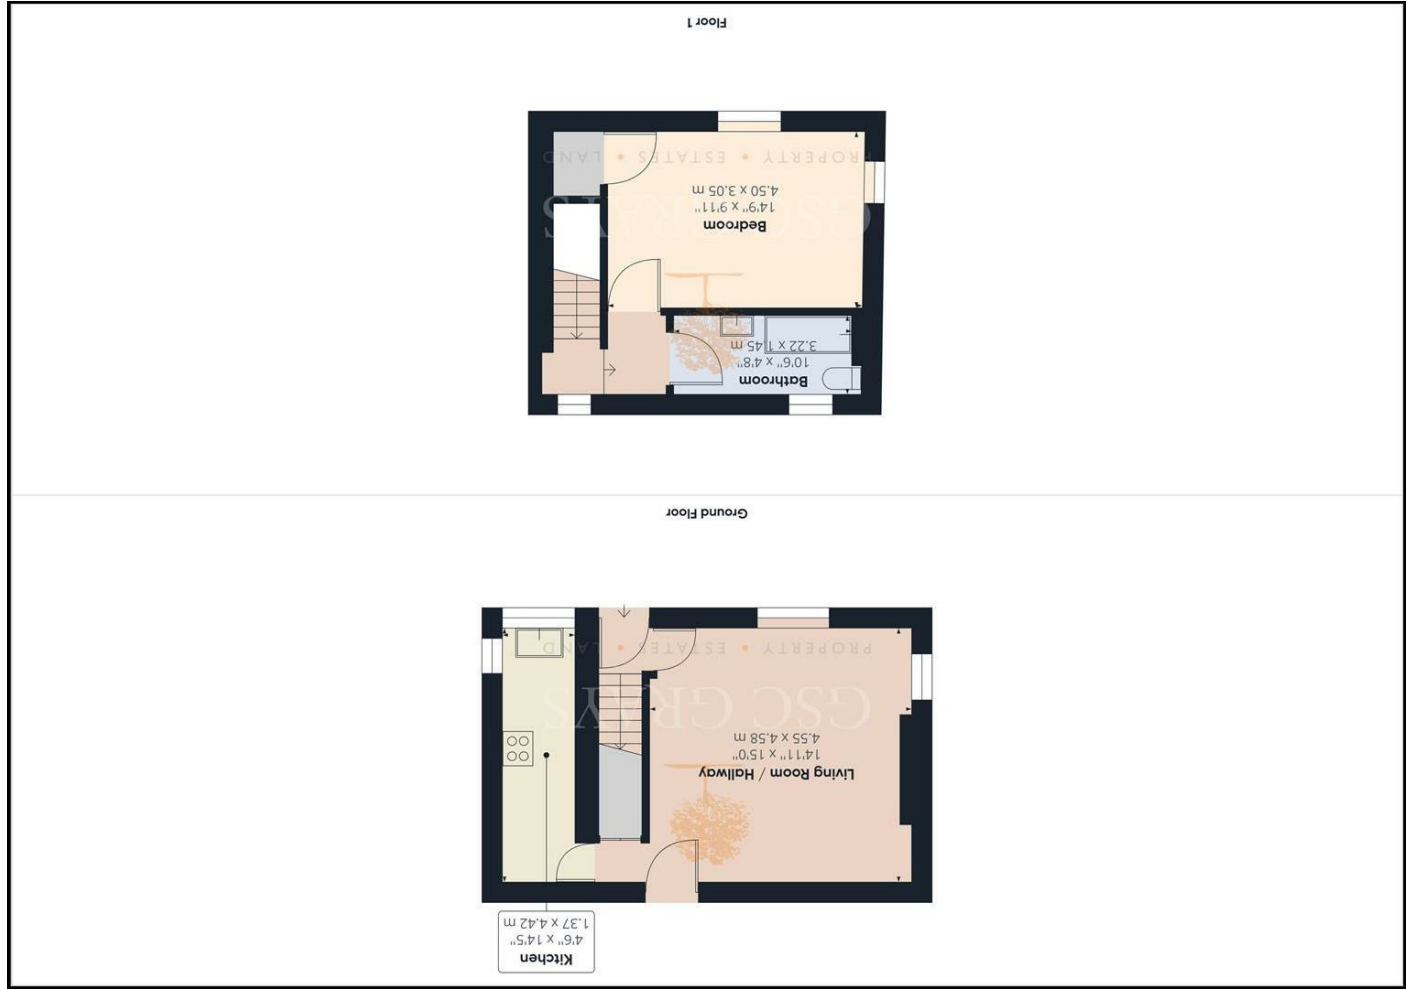 Kitchen
4'6" x 14'5"
1.37 x 4.42 m
Living Room / Hallway
14'11" x 15'0"
4.55 x 4.58 m
GSC GRAYS
PROPERTY • ESTATES • LAND
Ground Floor
Bathroom
10'6" x 4'8"
3.22 x 1.45 m
Bedroom
14'9" x 9'11"
4.50 x 3.05 m
GSC GRAYS
PROPERTY • ESTATES • LAND
Floor 1